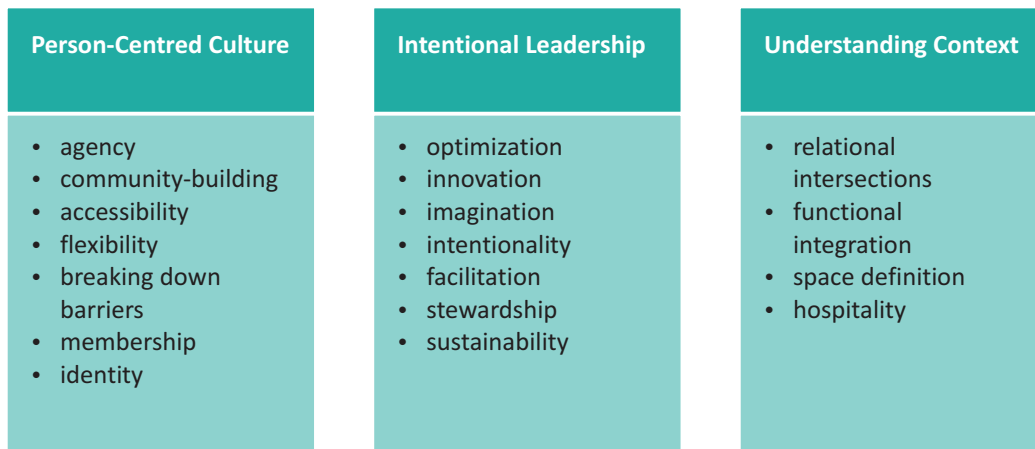 Person-Centred Culture
• agency
• community-building
• accessibility
• flexibility
• breaking down
barriers
• membership
• identity
Intentional Leadership
• optimization
• innovation
• imagination
• intentionality
• facilitation
• stewardship
• sustainability
Understanding Context
• relational
intersections
• functional
integration
• space definition
• hospitality